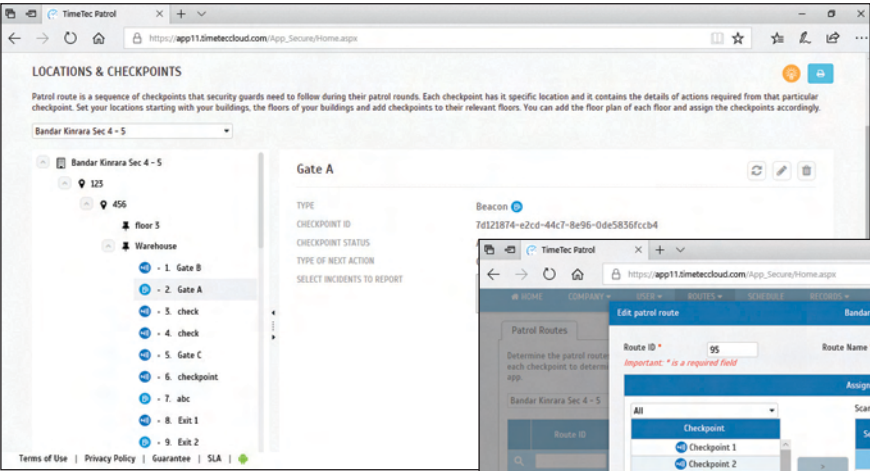 TimeTec Patrol
https://app11.timeteccloud.com/App_Secure/Home.aspx
LOCATIONS & CHECKPOINTS
Patrol route is a sequence of checkpoints that security guards need to follow during their patrol rounds. Each checkpoint has it specific location and it contains the details of actions required from that particular
checkpoint. Set your locations starting with your buildings, the floors of your buildings and add checkpoints to their relevant floors. You can add the floor plan of each floor and assign the checkpoints accordingly.
Bandar Kinrara Sec 4 - 5
Bandar Kinrara Sec 4 - 5
123
456
floor 3
Warehouse
- 1. Gate B
- 2. Gate A
- 3. check
- 4. check
- 5. Gate C
- 6. checkpoint
- 7. abc
- 8. Exit 1
- 9. Exit 2
Terms of Use | Privacy Policy | Guarantee | SLA |
Gate A
TYPE Beacon
CHECKPOINT ID 7d121874-e2cd-44c7-8e96-0de5836fccb4
CHECKPOINT STATUS
TYPE OF NEXT ACTION
SELECT INCIDENTS TO REPORT
TimeTec Patrol
https://app11.timeteccloud.com/App_Secure/Home.aspx
HOME COMPANY USER ROUTES SCHEDULE RECORDS
Edit patrol route Bandar
Patrol Routes
Determine the patrol route
each checkpoint to determi
app.
Bandar Kinrara Sec 4 - 5
Route ID
Route ID * 95 Route Name
Important: * is a required field
Assign
All Scan
Checkpoint
Checkpoint 1
Checkpoint 2
>